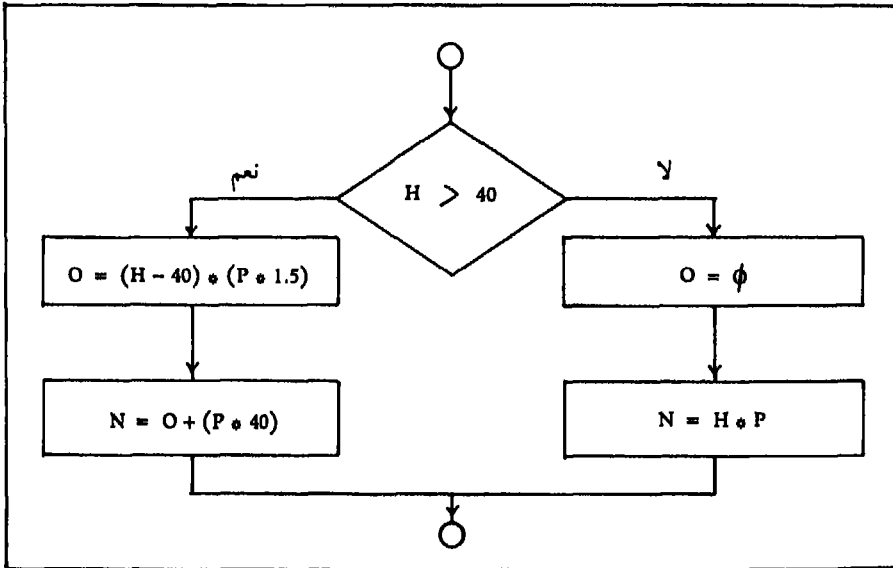 H > 40
نعم
لا
O = (H - 40) * (P * 1.5)
O = ϕ
N = O + (P * 40)
N = H * P